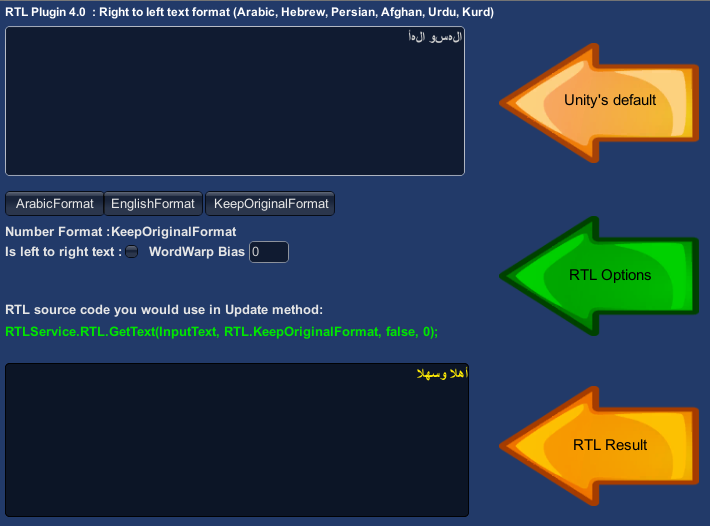 RTL Plugin 4.0 : Right to left text format (Arabic, Hebrew, Persian, Afghan, Urdu, Kurd)
الهسو الهأ
Unity's default
ArabicFormat EnglishFormat KeepOriginalFormat
Number Format :KeepOriginalFormat
Is left to right text : WordWarp Bias 0
RTL Options
RTL source code you would use in Update method:
RTLService.RTL.GetText(InputText, RTL.KeepOriginalFormat, false, 0);
أهلا وسهلا
RTL Result